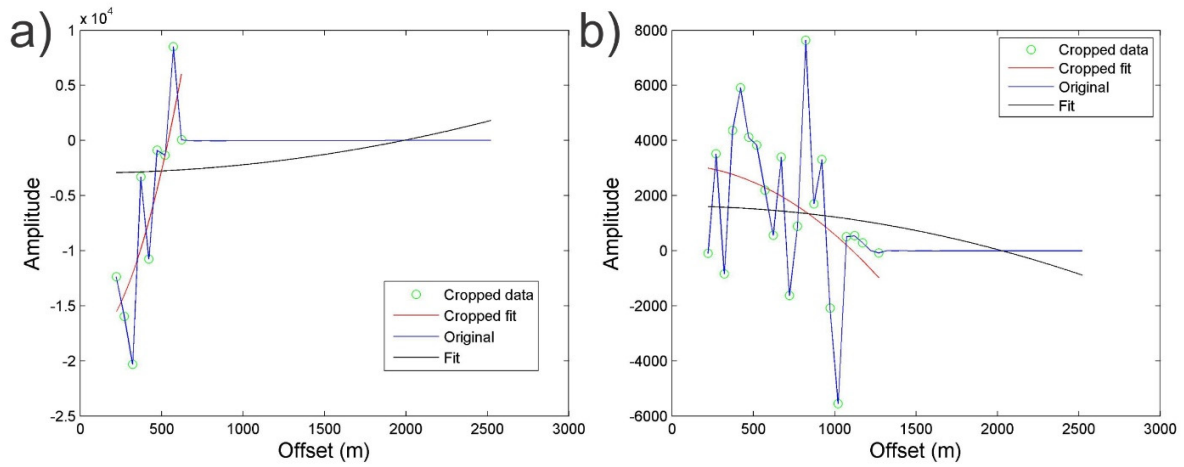 a)
x 10^4
1
0.5
0
-0.5
-1
-1.5
-2
-2.5
Amplitude
0 500 1000 1500 2000 2500 3000
Offset (m)
Cropped data
Cropped fit
Original
Fit
b)
8000
6000
4000
2000
0
-2000
-4000
-6000
Amplitude
0 500 1000 1500 2000 2500 3000
Offset (m)
Cropped data
Cropped fit
Original
Fit